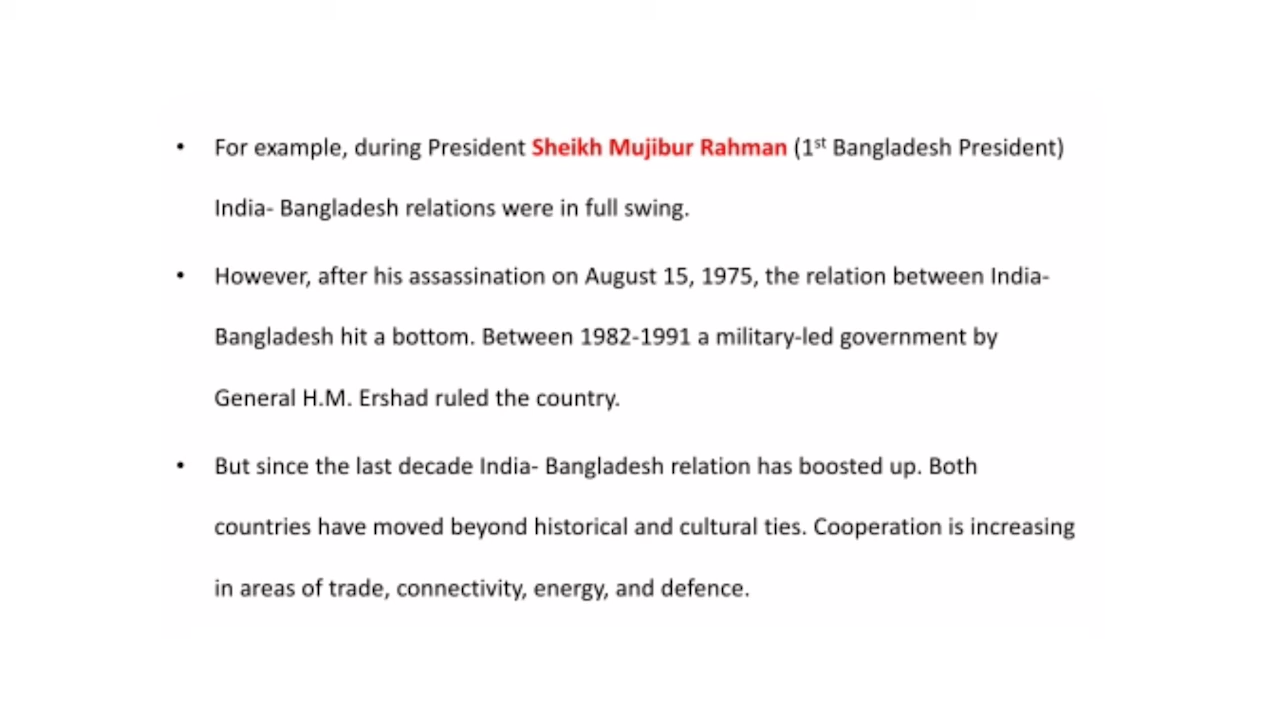 • For example, during President Sheikh Mujibur Rahman (1st Bangladesh President)
India- Bangladesh relations were in full swing.
• However, after his assassination on August 15, 1975, the relation between India-
Bangladesh hit a bottom. Between 1982-1991 a military-led government by
General H.M. Ershad ruled the country.
• But since the last decade India- Bangladesh relation has boosted up. Both
countries have moved beyond historical and cultural ties. Cooperation is increasing
in areas of trade, connectivity, energy, and defence.